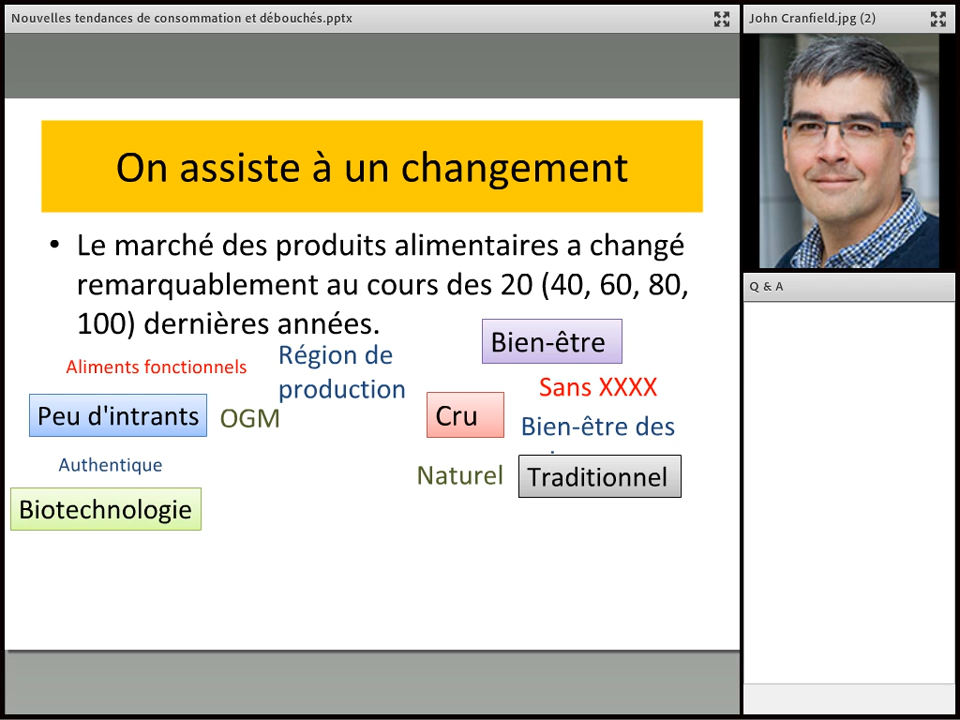 Nouvelles tendances de consommation et débouchés.pptx
John Cranfield.jpg (2)
On assiste à un changement
• Le marché des produits alimentaires a changé
remarquablement au cours des 20 (40, 60, 80,
100) dernières années.
Bien-être
Région de
production
Aliments fonctionnels
Sans XXXX
Peu d'intrants
OGM
Cru
Bien-être des
Authentique
Naturel
Traditionnel
Biotechnologie
Q & A